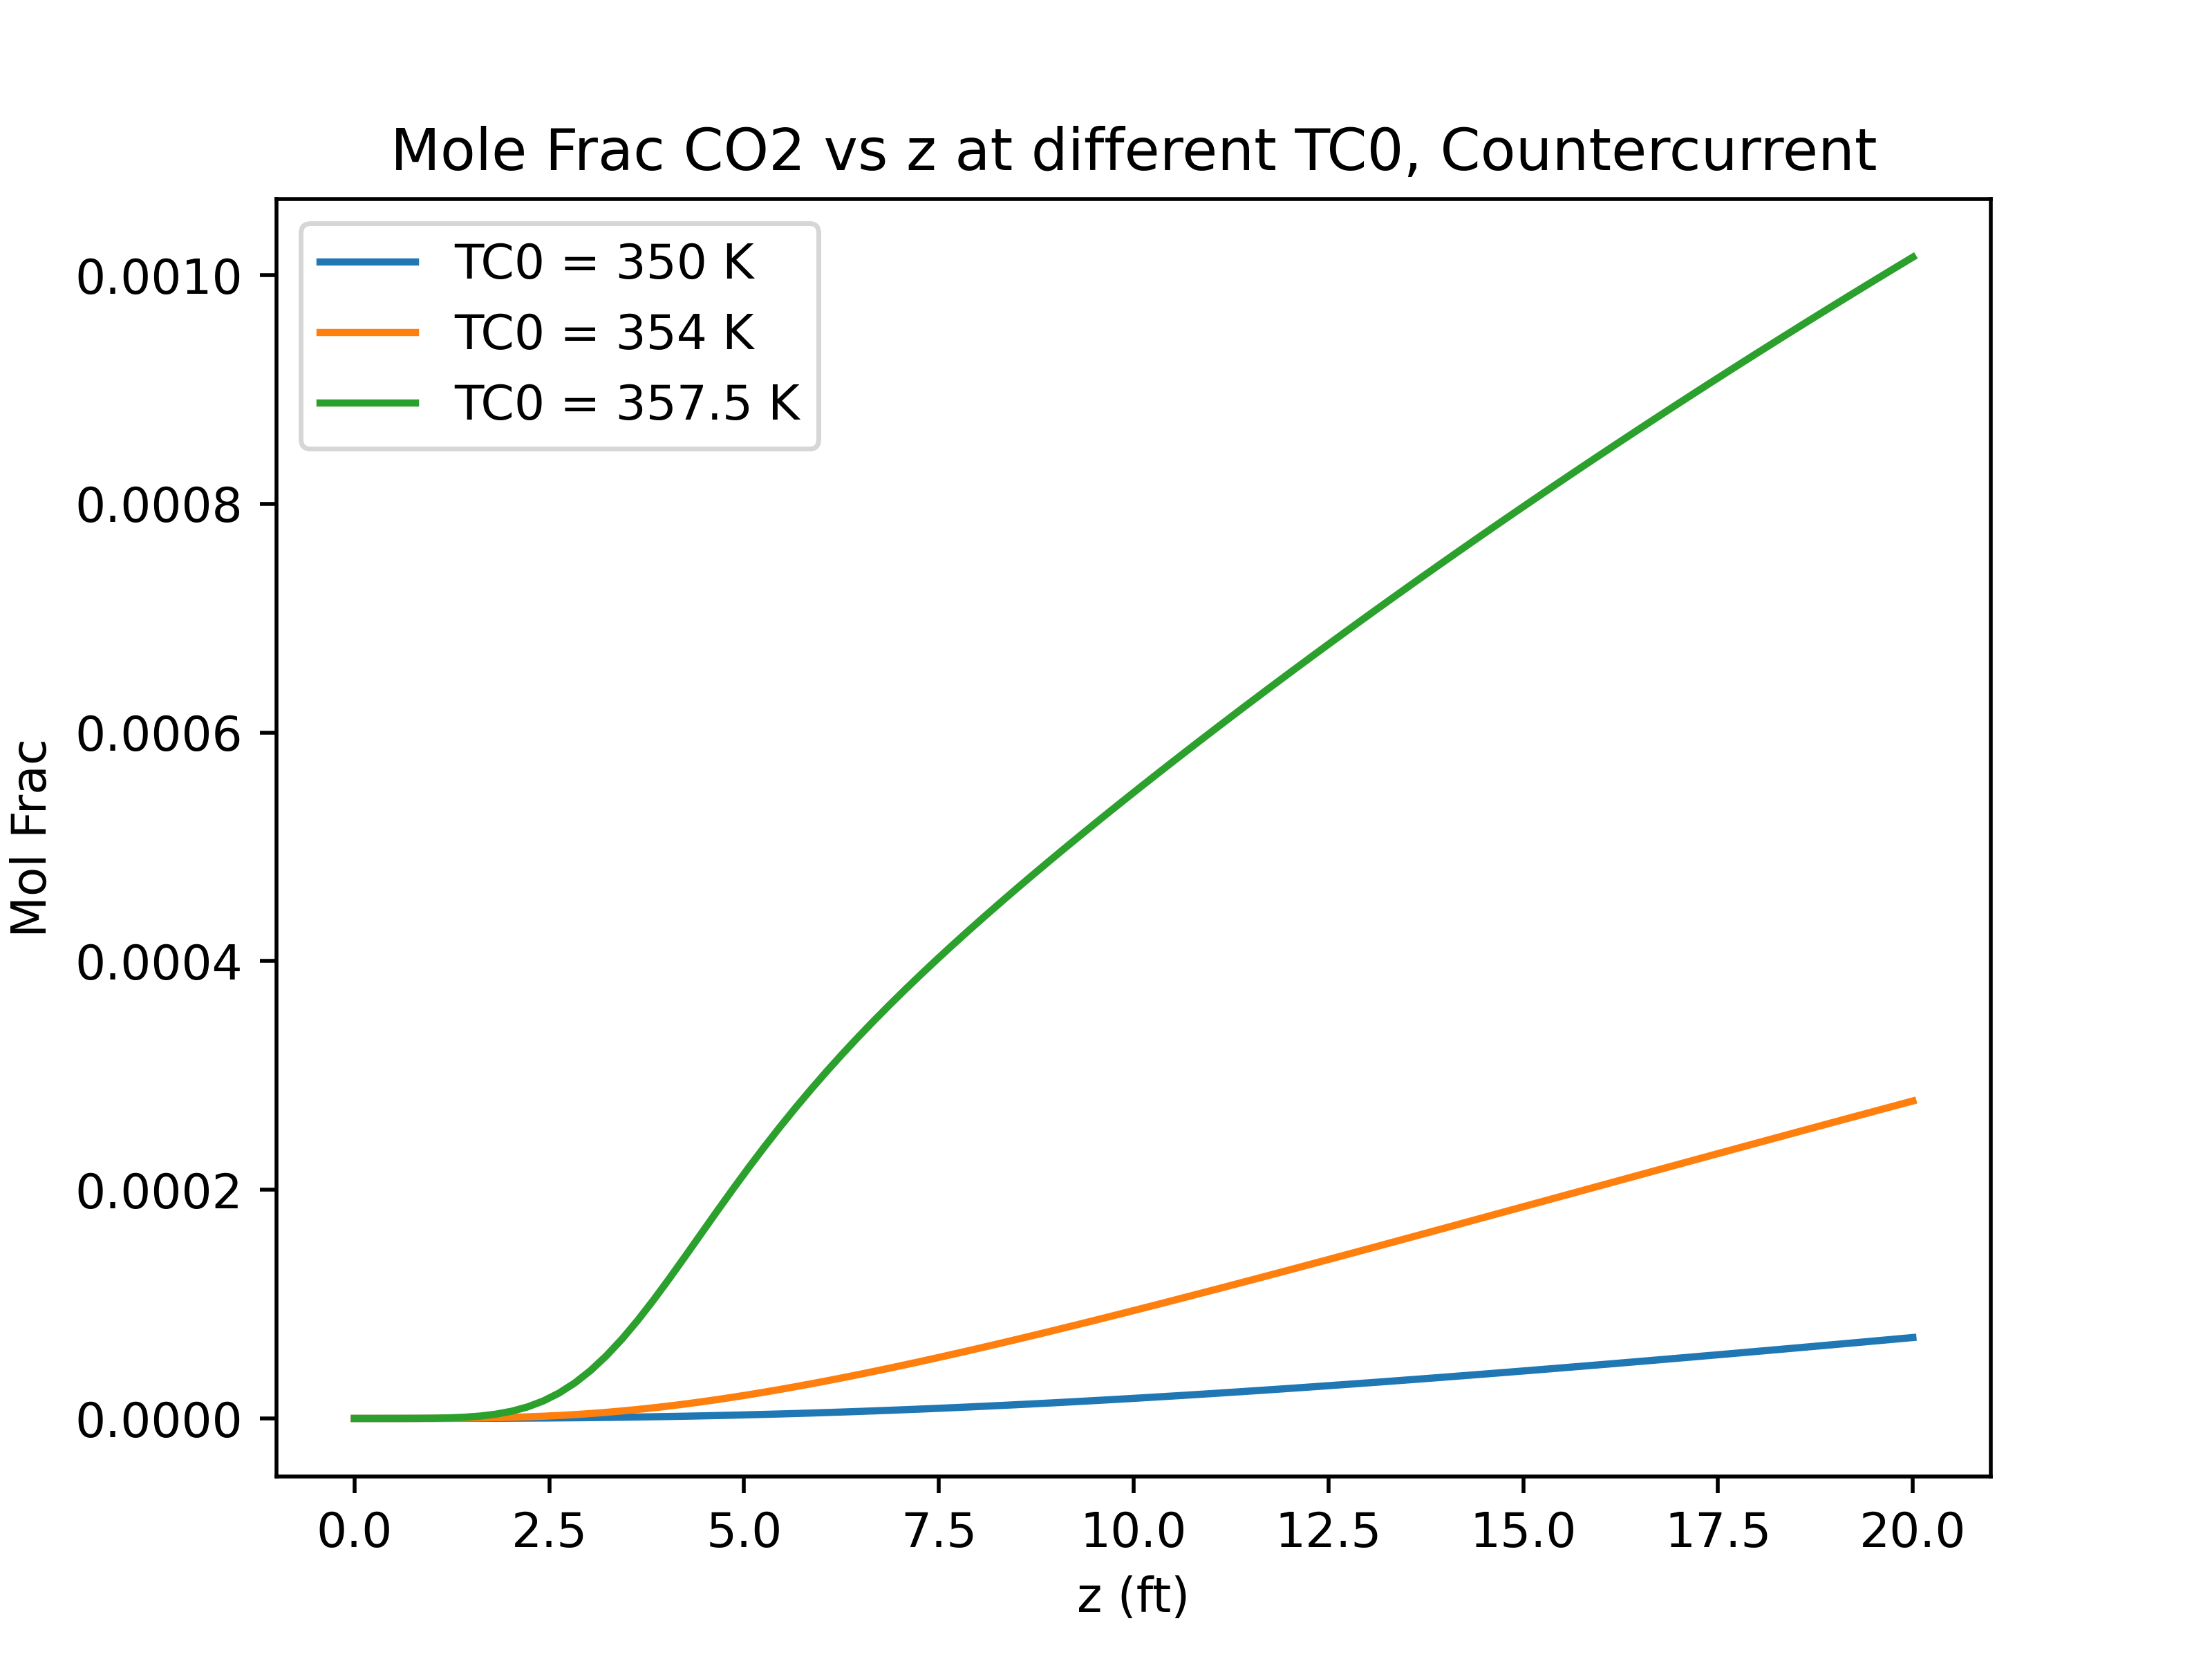 Mole Frac CO2 vs z at different TC0, Countercurrent
TC0 = 350 K
TC0 = 354 K
TC0 = 357.5 K
Mol Frac
0.0010
0.0008
0.0006
0.0004
0.0002
0.0000
0.0 2.5 5.0 7.5 10.0 12.5 15.0 17.5 20.0
z (ft)